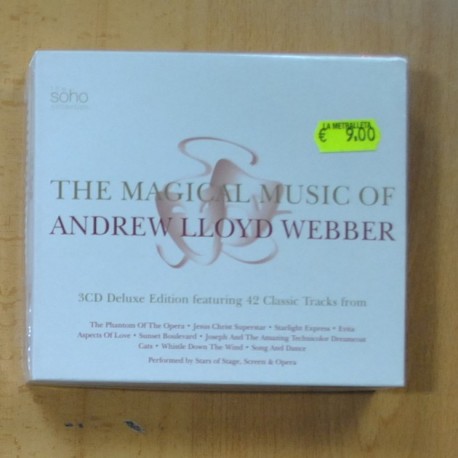 soho
LA METRALLETA
€ 9,00
THE MAGICAL MUSIC OF
ANDREW LLOYD WEBBER
3CD Deluxe Edition featuring 42 Classic Tracks from
The Phantom Of The Opera • Jesus Christ Superstar • Starlight Express • Evita
Aspects Of Love • Sunset Boulevard • Joseph And The Amazing Technicolor Dreamcoat
Cats • Whistle Down The Wind • Song And Dance
Performed by Stars of Stage, Screen & Opera